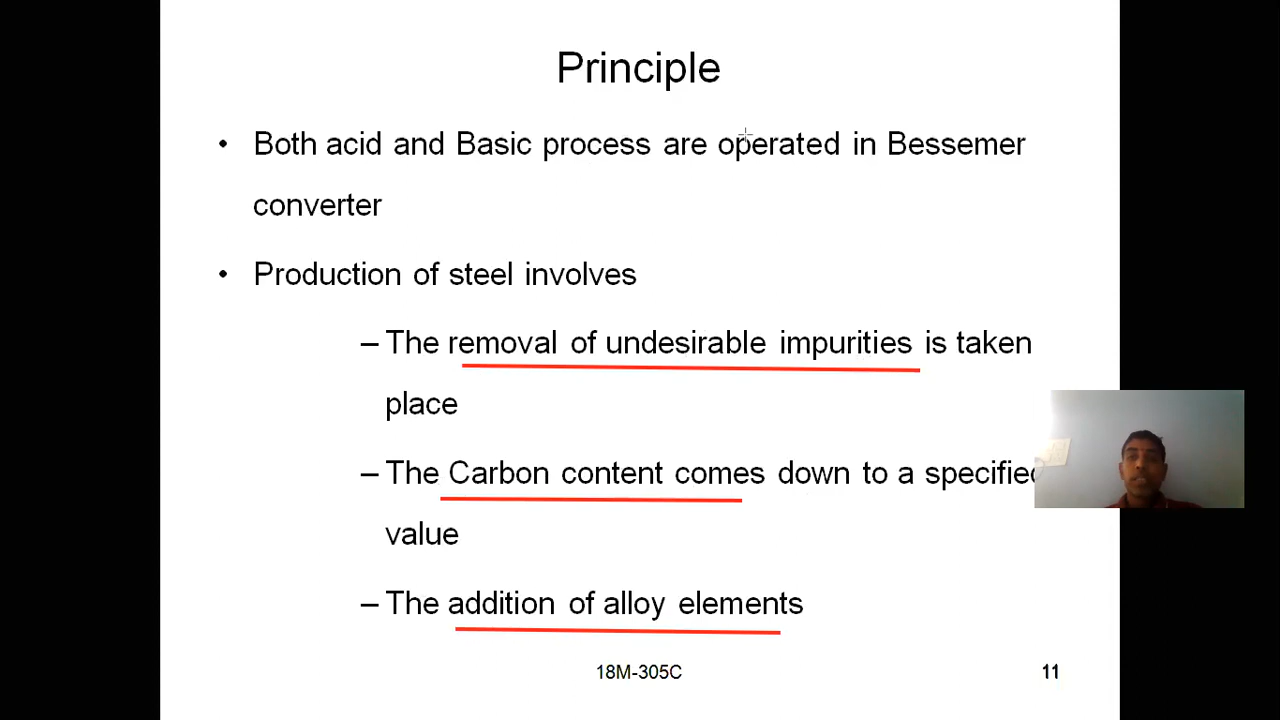 Principle
• Both acid and Basic process are operated in Bessemer
converter
• Production of steel involves
– The removal of undesirable impurities is taken
place
– The Carbon content comes down to a specified
value
– The addition of alloy elements
18M-305C
11